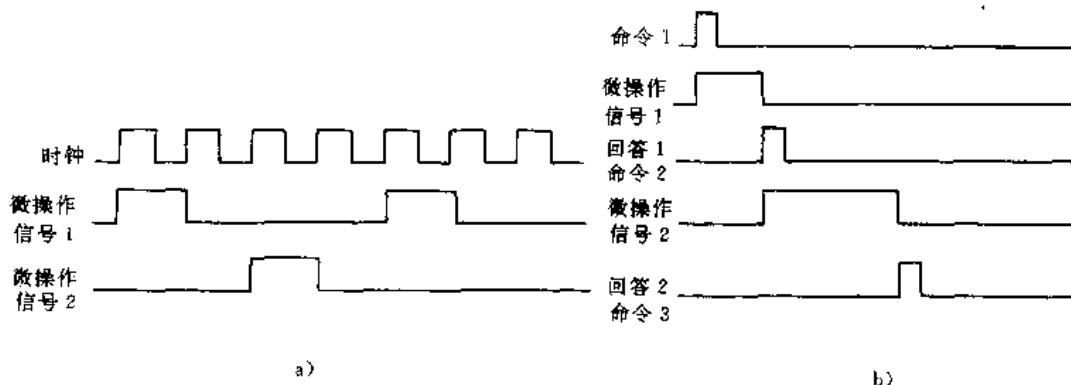 时钟
微操作
信号1
微操作
信号2
a)
命令1
微操作
信号1
回答1
命令2
微操作
信号2
回答2
命令3
b)